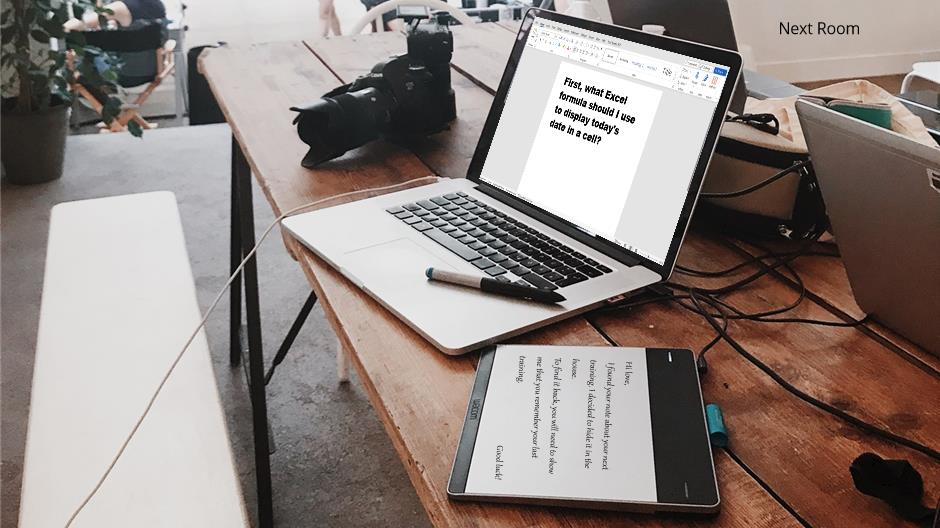 Next Room
First, what Excel
formula should I use
to display today's
date in a cell?
Hi love,
I found your note about your next
training. I decided to hide it in the
house.
To find it back, you will need to show
me that you remember your last
training.
Good luck!
wacom